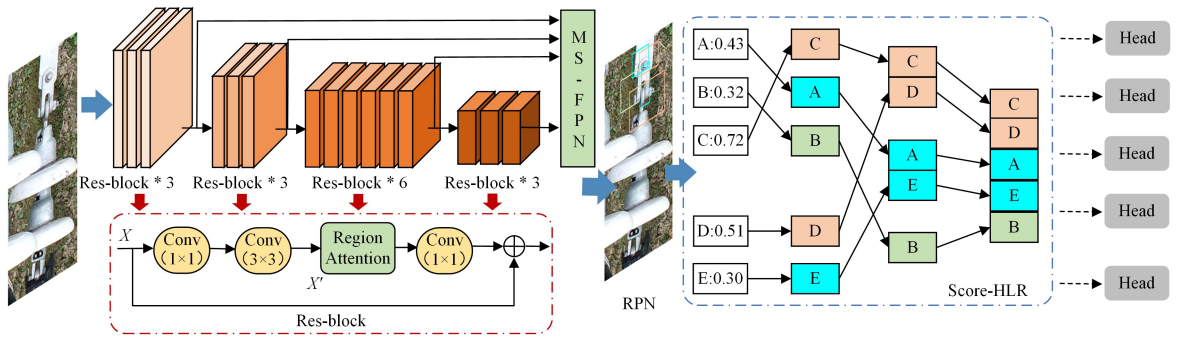 M
S
-
F
P
N
Res-block * 3
Res-block * 3
Res-block * 6
Res-block * 3
X
Conv
(1×1)
Conv
(3×3)
X'
Region
Attention
Conv
(1×1)
Res-block
RPN
A:0.43
B:0.32
C:0.72
D:0.51
E:0.30
C
A
B
D
E
C
D
A
E
B
C
D
A
E
B
Score-HLR
Head
Head
Head
Head
Head